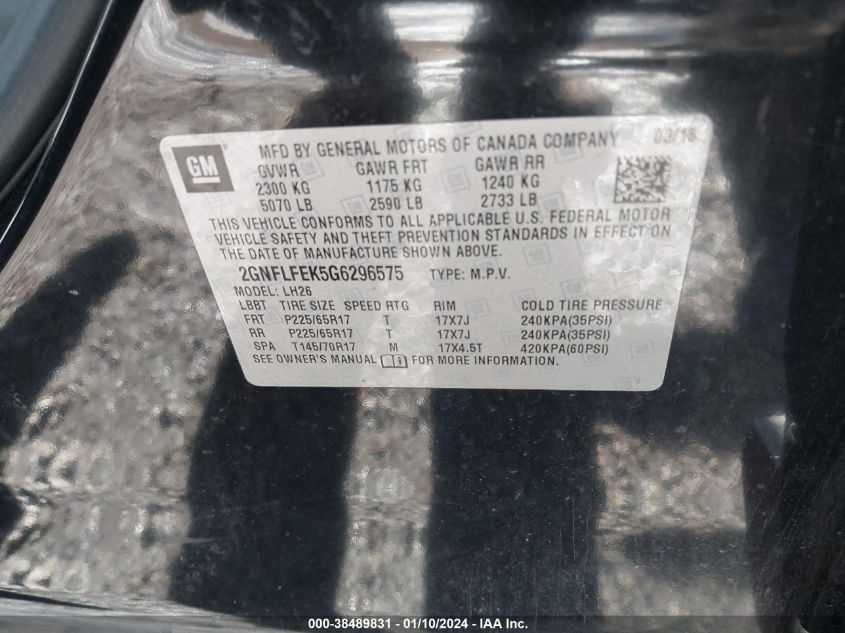 GM
MFD BY GENERAL MOTORS OF CANADA COMPANY 03/16
GVWR GAWR FRT GAWR RR
2300 KG 1175 KG 1240 KG
5070 LB 2590 LB 2733 LB
THIS VEHICLE CONFORMS TO ALL APPLICABLE U.S. FEDERAL MOTOR
VEHICLE SAFETY AND THEFT PREVENTION STANDARDS IN EFFECT ON
THE DATE OF MANUFACTURE SHOWN ABOVE.
2GNFLFEK5G6296575 TYPE: M.P.V.
MODEL: LH26
LBBT TIRE SIZE SPEED RTG RIM COLD TIRE PRESSURE
FRT P225/65R17 T 17X7J 240KPA(35PSI)
RR P225/65R17 T 17X7J 240KPA(35PSI)
SPA T145/70R17 M 17X4.5T 420KPA(60PSI)
SEE OWNER'S MANUAL FOR MORE INFORMATION.
000-38489831 - 01/10/2024 - IAA Inc.